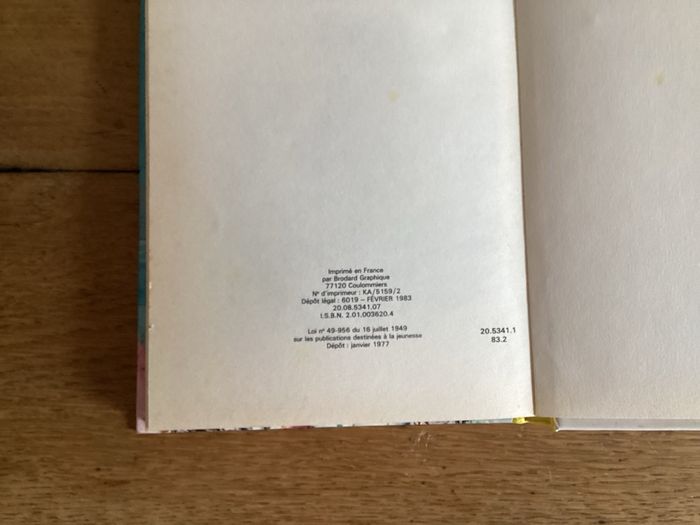 Imprimé en France
par Brodard Graphique
77120 Coulommiers
N° d'imprimeur : KA/5159/2
Dépôt légal : 6019 – FÉVRIER 1983
20.08.5341.07
I.S.B.N. 2.01.003620.4
Loi n° 49-956 du 16 juillet 1949
sur les publications destinées à la jeunesse
Dépôt : janvier 1977
20.5341.1
83.2